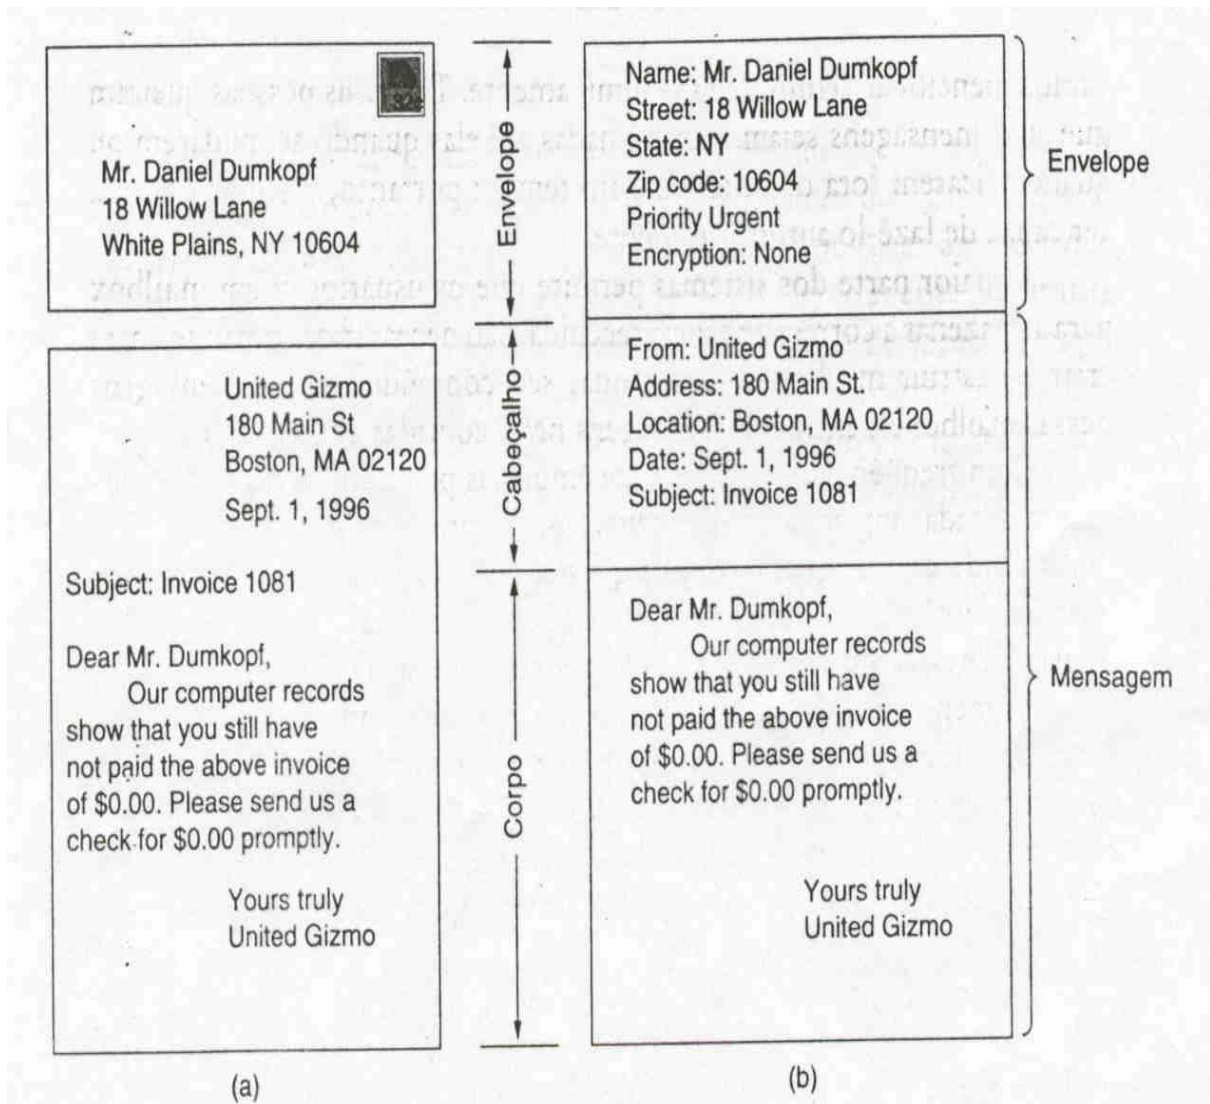 Mr. Daniel Dumkopf
18 Willow Lane
White Plains, NY 10604
United Gizmo
180 Main St
Boston, MA 02120
Sept. 1, 1996
Subject: Invoice 1081
Dear Mr. Dumkopf,
Our computer records
show that you still have
not paid the above invoice
of $0.00. Please send us a
check for $0.00 promptly.
Yours truly
United Gizmo
(a)
Envelope
Cabeçalho
Corpo
Name: Mr. Daniel Dumkopf
Street: 18 Willow Lane
State: NY
Zip code: 10604
Priority Urgent
Encryption: None
From: United Gizmo
Address: 180 Main St.
Location: Boston, MA 02120
Date: Sept. 1, 1996
Subject: Invoice 1081
Dear Mr. Dumkopf,
Our computer records
show that you still have
not paid the above invoice
of $0.00. Please send us a
check for $0.00 promptly.
Yours truly
United Gizmo
(b)
Envelope
Mensagem